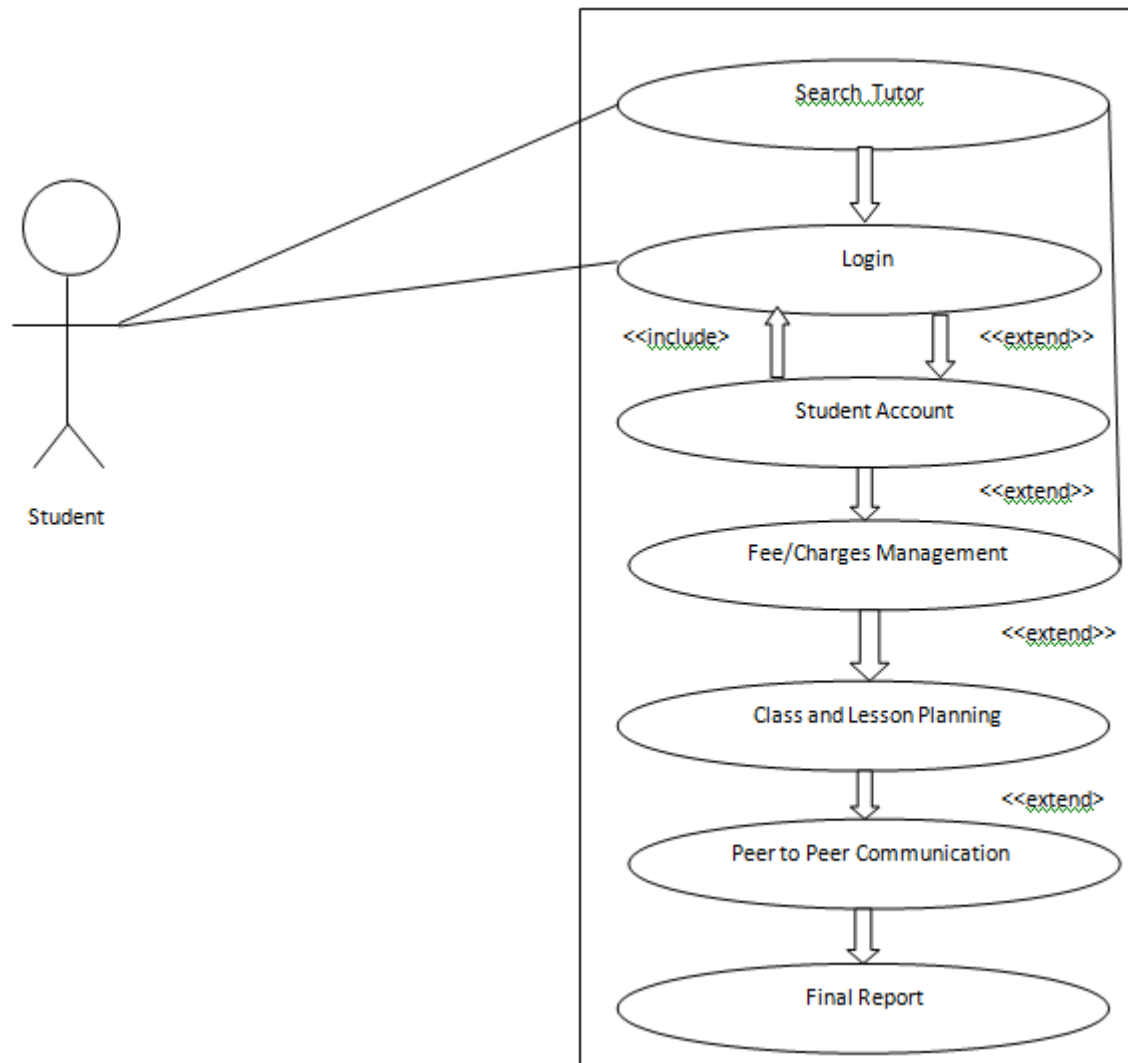 Search Tutor
Login
<<include>
<<extend>>
Student Account
<<extend>>
Student
Fee/Charges Management
<<extend>>
Class and Lesson Planning
<<extend>
Peer to Peer Communication
Final Report